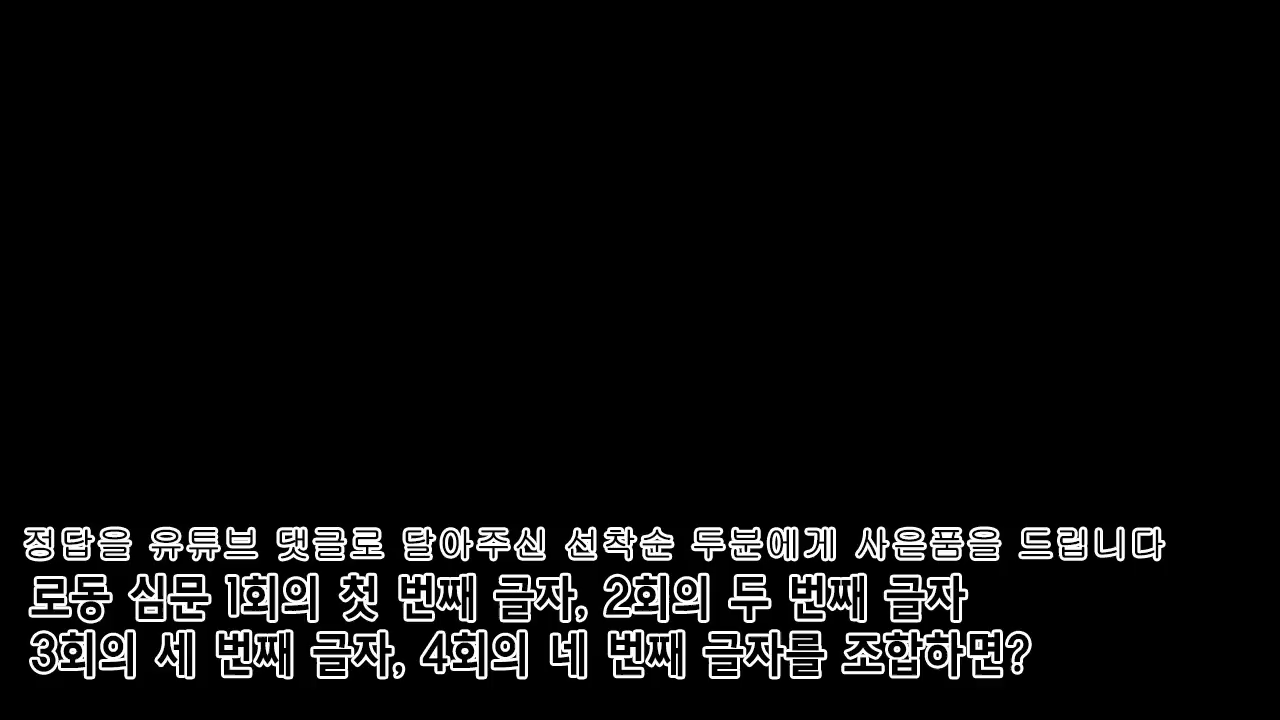 정답을 유튜브 댓글로 달아주신 선착순 두분에게 사은품을 드립니다
로동 심문 1회의 첫 번째 글자, 2회의 두 번째 글자
3회의 세 번째 글자, 4회의 네 번째 글자를 조합하면?